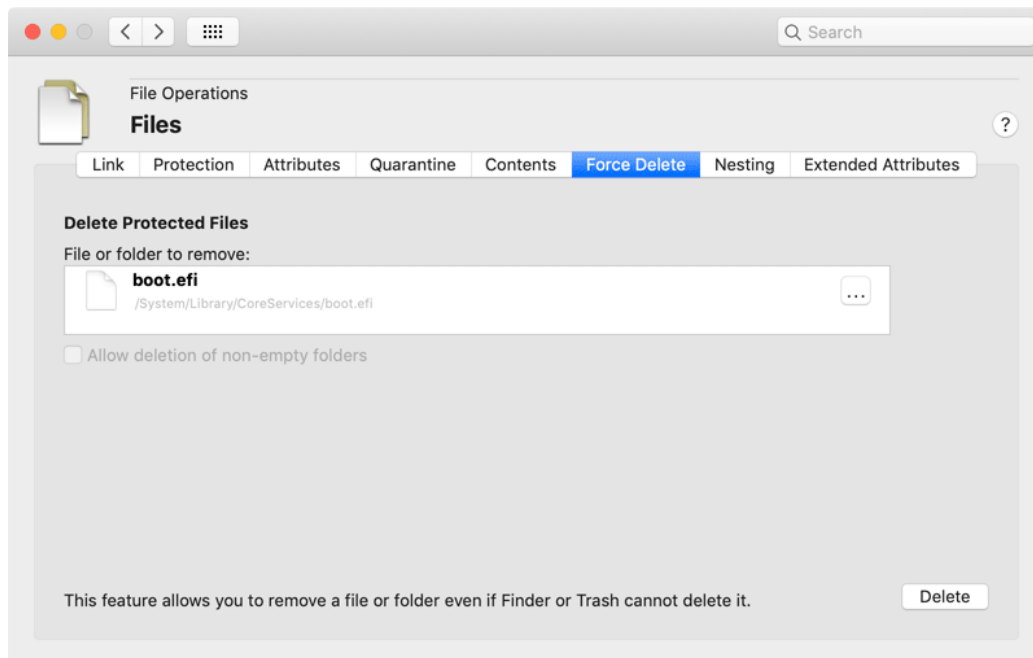 Search
File Operations
Files
?
Link Protection Attributes Quarantine Contents Force Delete Nesting Extended Attributes
Delete Protected Files
File or folder to remove:
boot.efi
/System/Library/CoreServices/boot.efi
...
Allow deletion of non-empty folders
This feature allows you to remove a file or folder even if Finder or Trash cannot delete it.
Delete